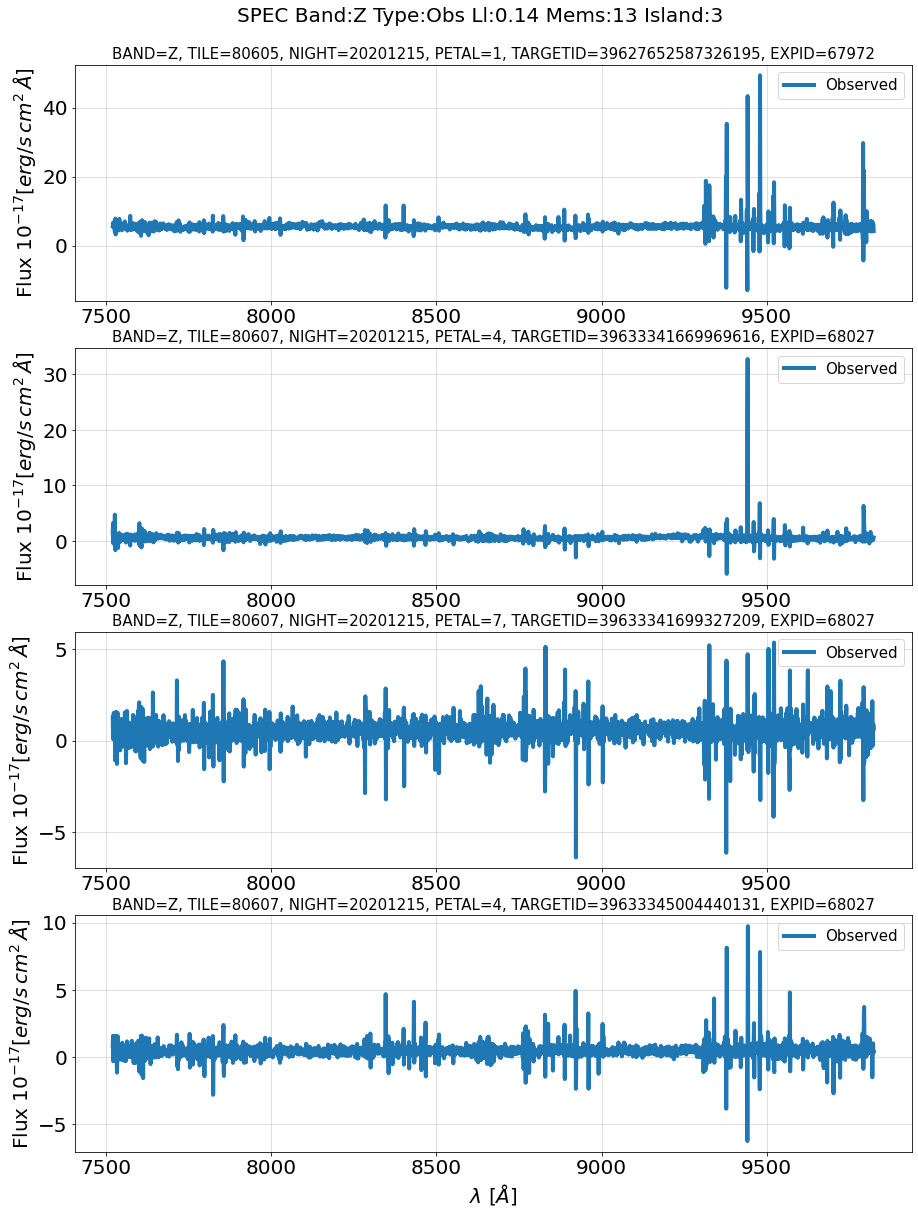 SPEC Band:Z Type:Obs Ll:0.14 Mems:13 Island:3
BAND=Z, TILE=80605, NIGHT=20201215, PETAL=1, TARGETID=39627652587326195, EXPID=67972
Flux 10^{-17}[erg/s cm^2 Å]
40
20
0
Observed
7500 8000 8500 9000 9500
BAND=Z, TILE=80607, NIGHT=20201215, PETAL=4, TARGETID=39633341669969616, EXPID=68027
Flux 10^{-17}[erg/s cm^2 Å]
30
20
10
0
Observed
7500 8000 8500 9000 9500
BAND=Z, TILE=80607, NIGHT=20201215, PETAL=7, TARGETID=39633341699327209, EXPID=68027
Flux 10^{-17}[erg/s cm^2 Å]
5
0
−5
Observed
7500 8000 8500 9000 9500
BAND=Z, TILE=80607, NIGHT=20201215, PETAL=4, TARGETID=39633345004440131, EXPID=68027
Flux 10^{-17}[erg/s cm^2 Å]
10
5
0
−5
Observed
7500 8000 8500 9000 9500
λ [Å]